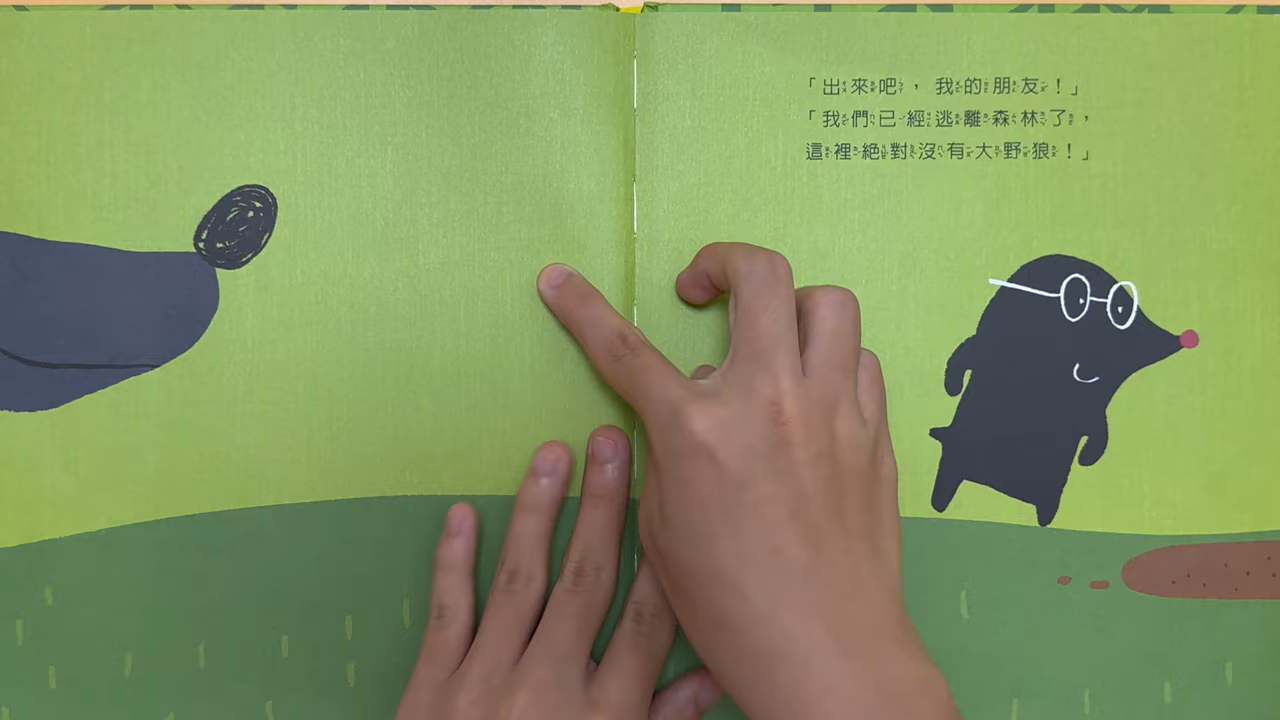 「出來吧，我的朋友！」
「我們已經逃離森林了，
這裡絕對沒有大野狼！」